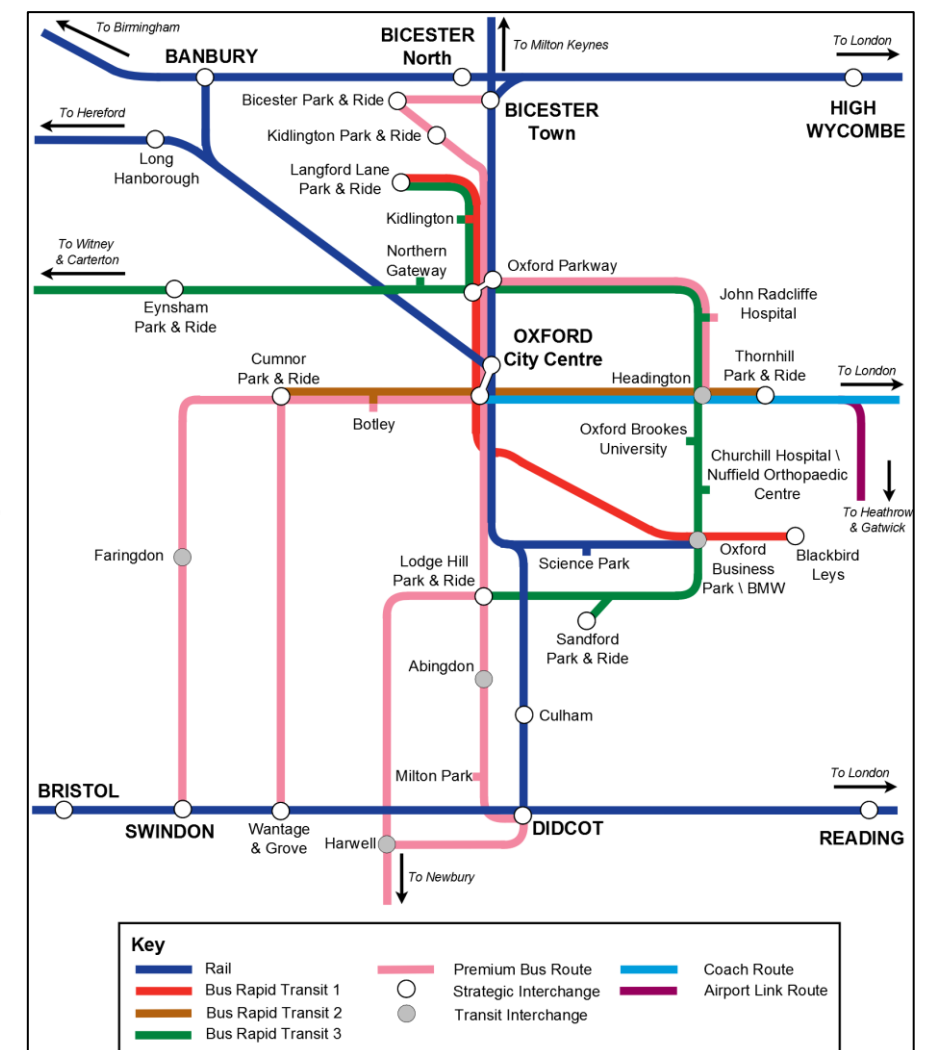 To Birmingham
BANBURY
BICESTER
North
To Milton Keynes
To London
HIGH
WYCOMBE
Bicester Park & Ride
BICESTER
Town
Kidlington Park & Ride
To Hereford
Long
Hanborough
Langford Lane
Park & Ride
Kidlington
To Witney
& Carterton
Northern
Gateway
Oxford Parkway
Eynsham
Park & Ride
John Radcliffe
Hospital
OXFORD
City Centre
Cumnor
Park & Ride
Headington
Thornhill
Park & Ride
To London
Botley
Oxford Brookes
University
Churchill Hospital \
Nuffield Orthopaedic
Centre
To Heathrow
& Gatwick
Faringdon
Lodge Hill
Park & Ride
Science Park
Oxford
Business
Park \ BMW
Blackbird
Leys
Sandford
Park & Ride
Abingdon
Culham
Milton Park
To London
BRISTOL
SWINDON
Wantage
& Grove
Harwell
DIDCOT
READING
To Newbury
Key
Rail
Bus Rapid Transit 1
Bus Rapid Transit 2
Bus Rapid Transit 3
Premium Bus Route
Strategic Interchange
Transit Interchange
Coach Route
Airport Link Route